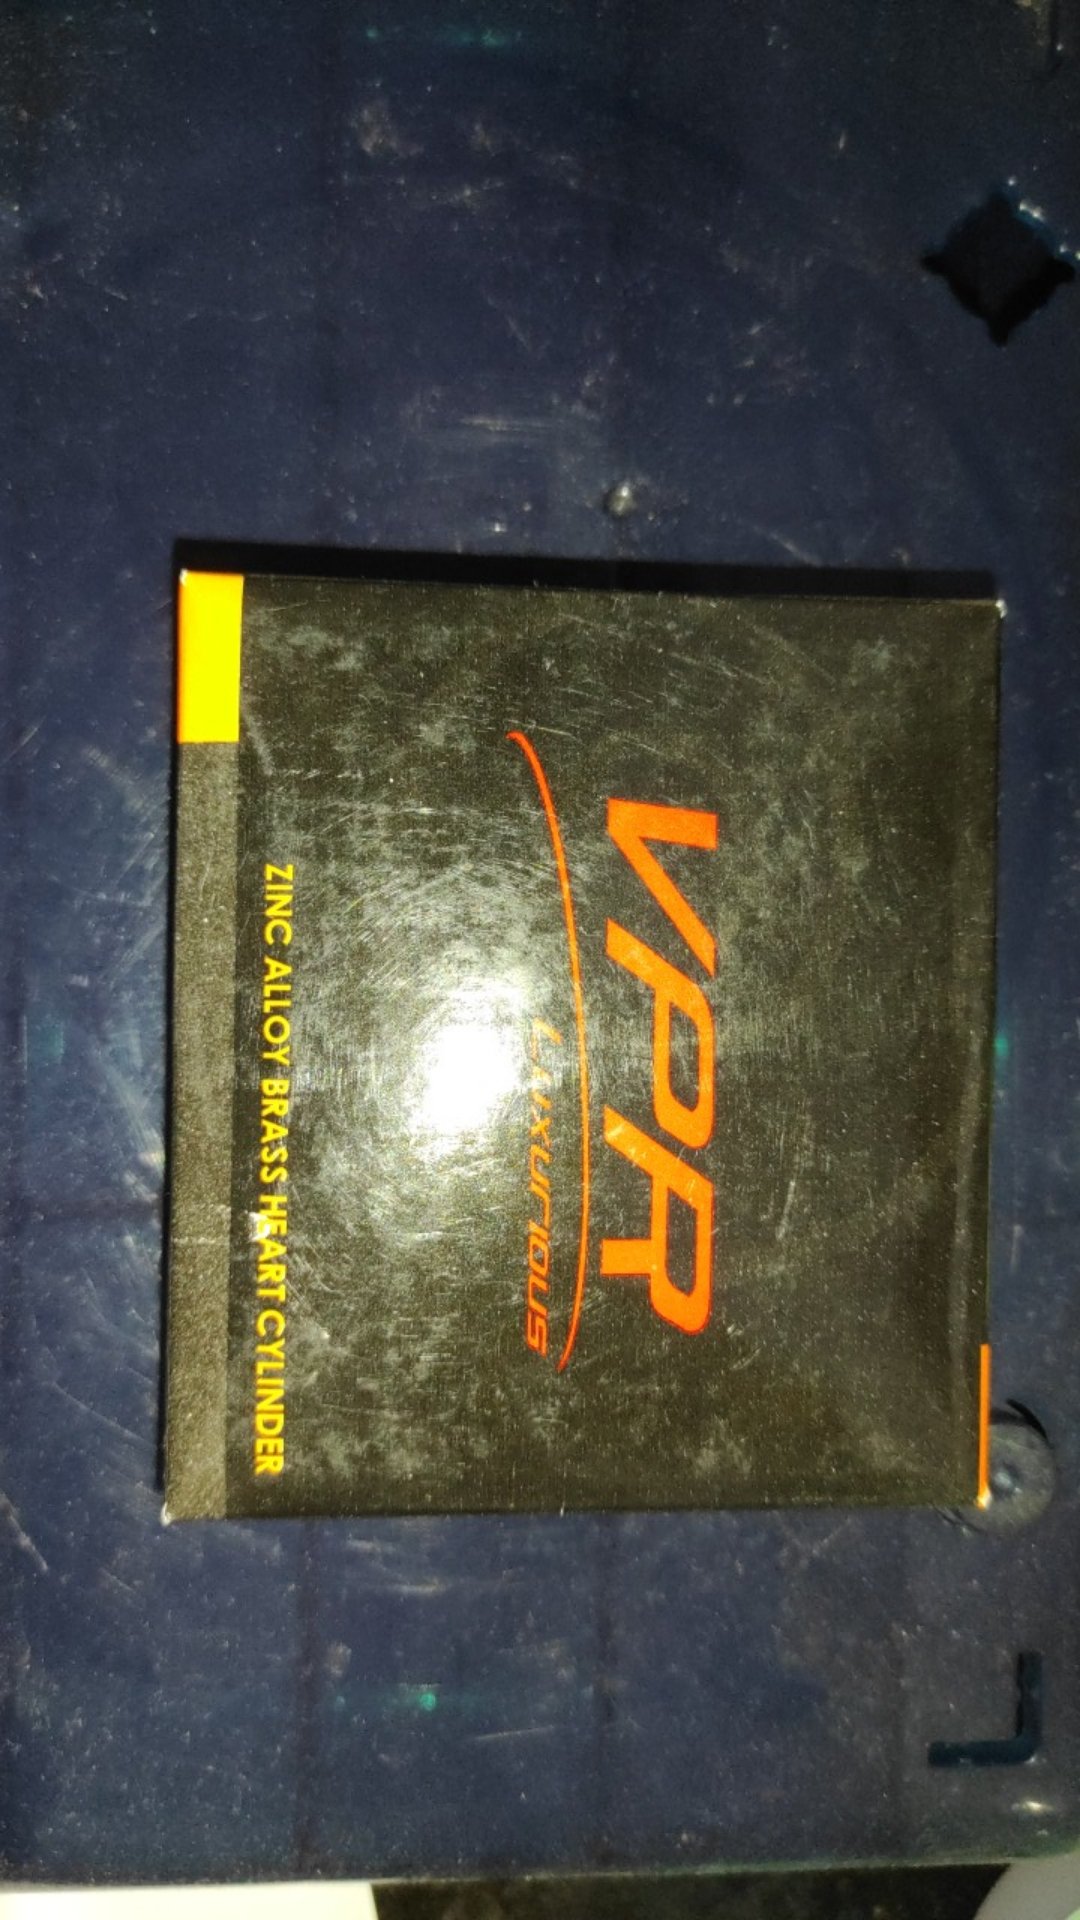 VPR
Luxurious
ZINC ALLOY BRASS HEART CYLINDER